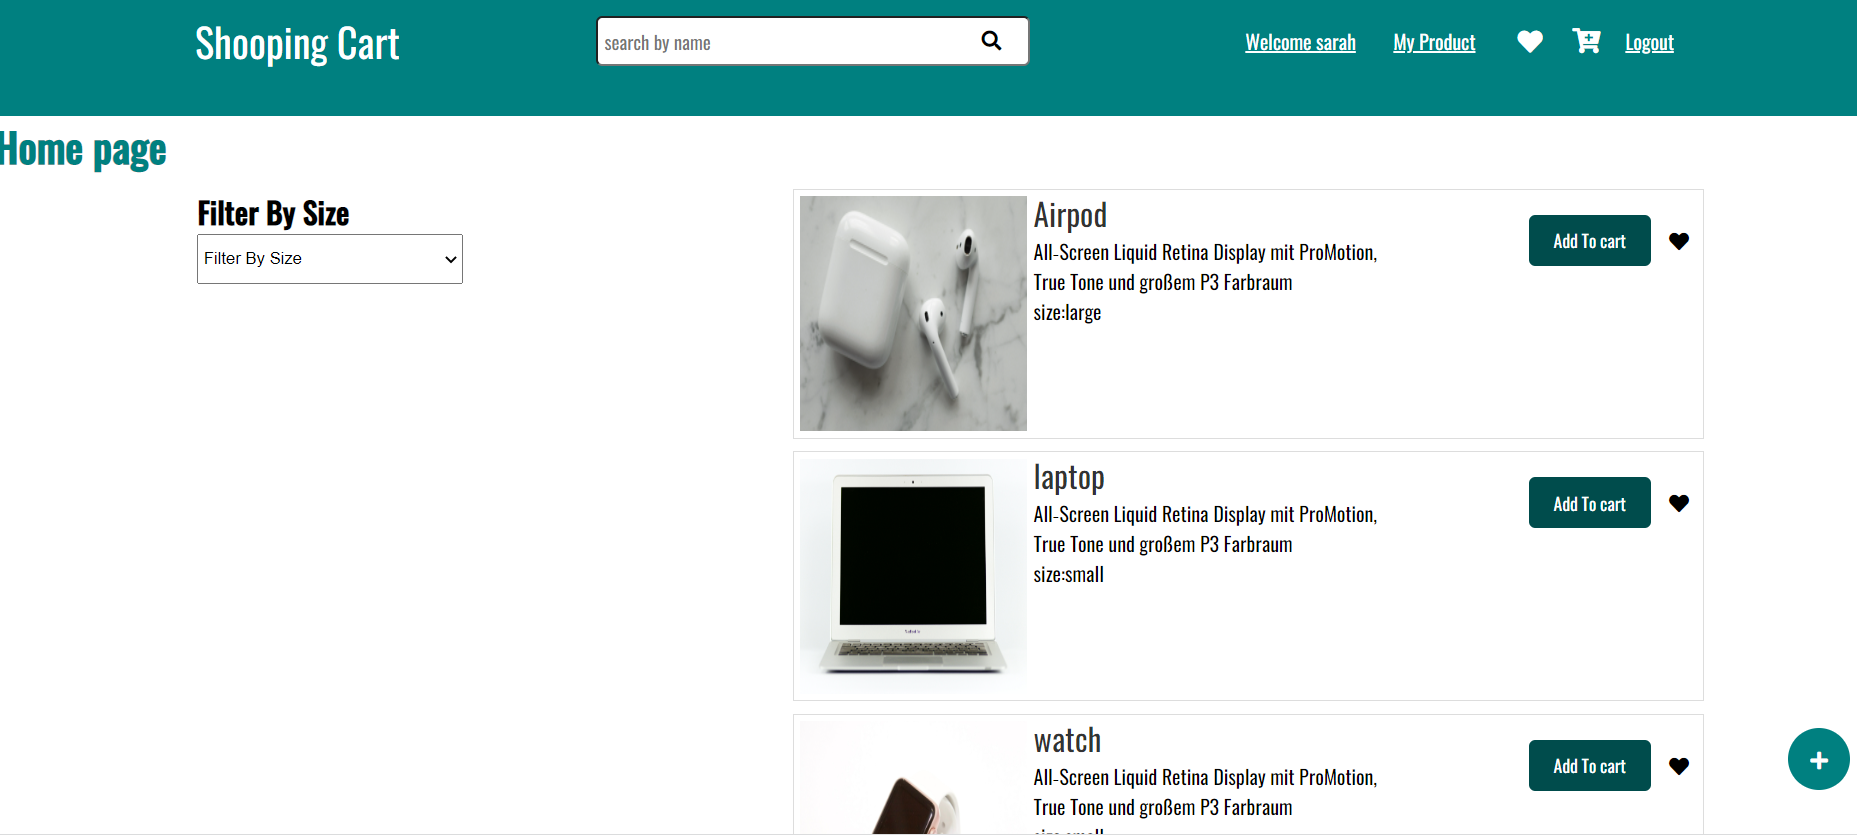 Shooping Cart
search by name
Welcome sarah
My Product
Logout
Home page
Filter By Size
Filter By Size
Airpod
All-Screen Liquid Retina Display mit ProMotion,
True Tone und großem P3 Farbraum
size:large
Add To cart
laptop
All-Screen Liquid Retina Display mit ProMotion,
True Tone und großem P3 Farbraum
size:small
Add To cart
watch
All-Screen Liquid Retina Display mit ProMotion,
True Tone und großem P3 Farbraum
size:small
Add To cart